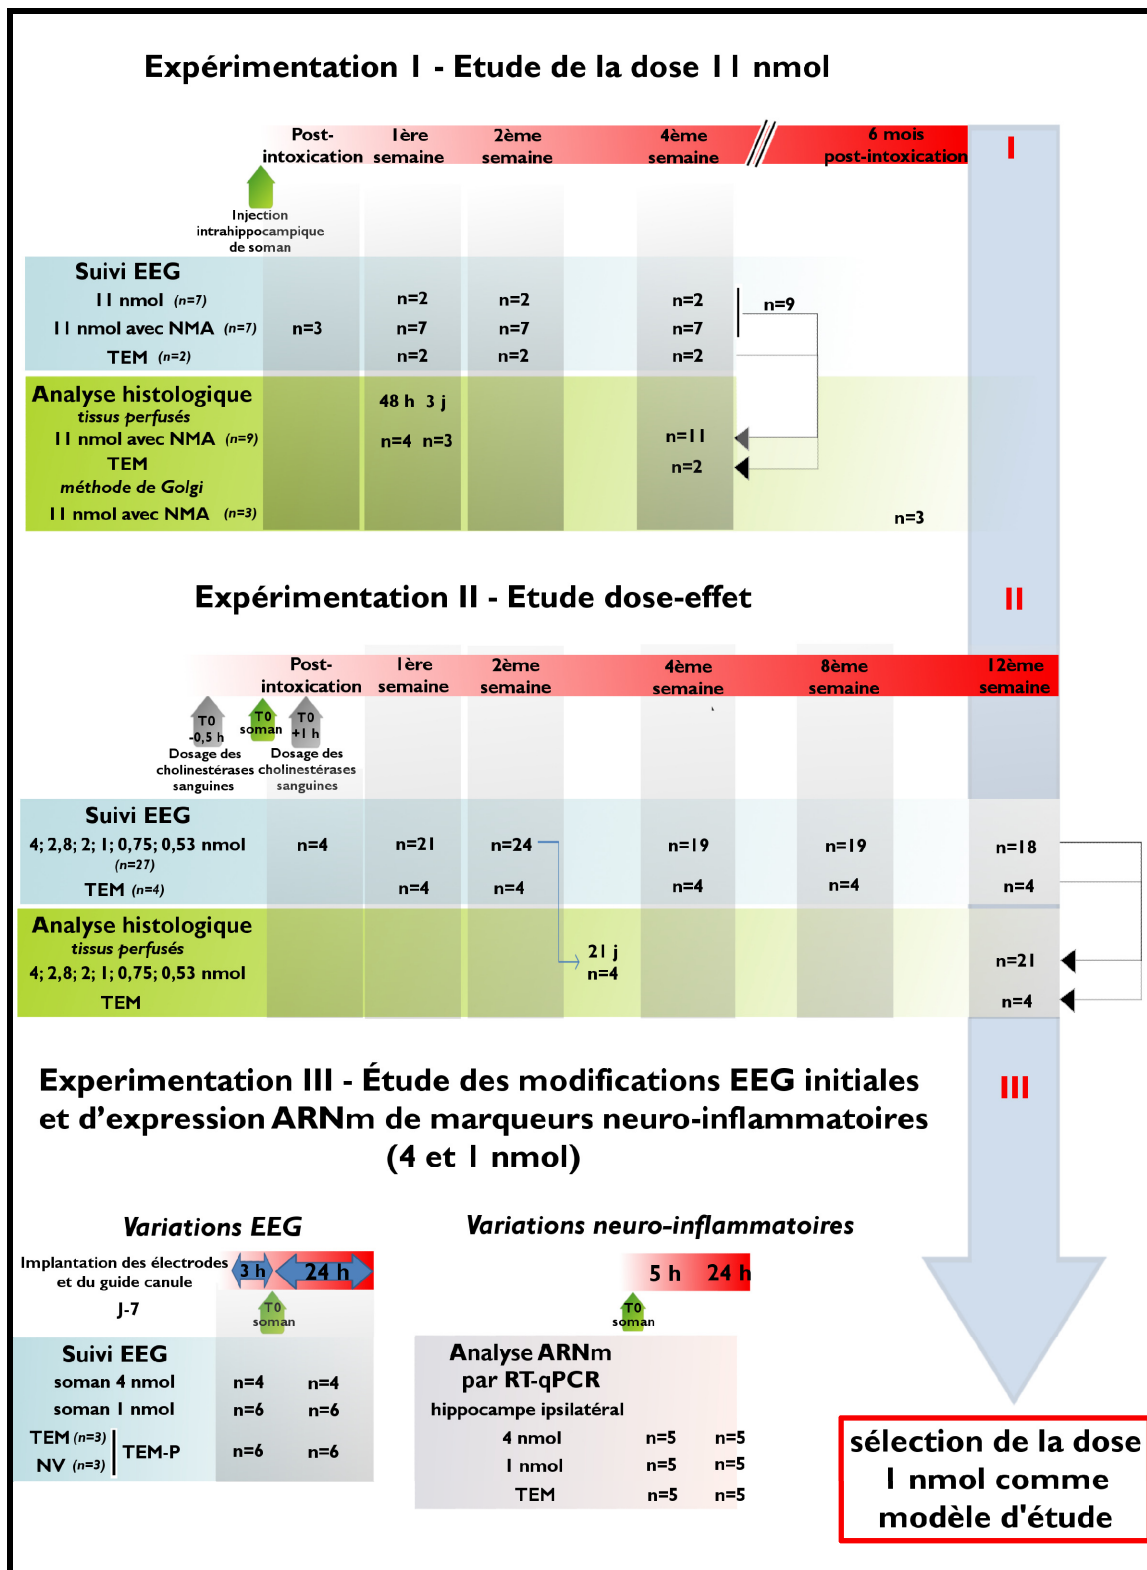 Expérimentation I - Etude de la dose 11 nmol
Post-intoxication 1ère semaine 2ème semaine 4ème semaine 6 mois post-intoxication I
Injection
intrahippocampique
de soman
Suivi EEG
11 nmol (n=7) n=2 n=2 n=2 n=9
11 nmol avec NMA (n=7) n=3 n=7 n=7 n=7
TEM (n=2) n=2 n=2 n=2
Analyse histologique
tissus perfusés 48 h 3 j
11 nmol avec NMA (n=9) n=4 n=3 n=11
TEM n=2
méthode de Golgi
11 nmol avec NMA (n=3) n=3
Expérimentation II - Etude dose-effet II
Post-intoxication 1ère semaine 2ème semaine 4ème semaine 8ème semaine 12ème semaine
T0 -0,5 h T0 soman T0 +1 h
Dosage des cholinestérases sanguines
Dosage des cholinestérases sanguines
Suivi EEG
4; 2,8; 2; 1; 0,75; 0,53 nmol n=4 n=21 n=24 n=19 n=19 n=18
(n=27)
TEM (n=4) n=4 n=4 n=4 n=4 n=4
Analyse histologique
tissus perfusés 21 j
4; 2,8; 2; 1; 0,75; 0,53 nmol n=4 n=21
TEM n=4
Experimentation III - Étude des modifications EEG initiales III
et d'expression ARNm de marqueurs neuro-inflammatoires
(4 et 1 nmol)
Variations EEG
Implantation des électrodes
et du guide canule
J-7
3 h 24 h
T0
soman
Suivi EEG
soman 4 nmol n=4 n=4
soman 1 nmol n=6 n=6
TEM (n=3)
NV (n=3)
TEM-P n=6 n=6
Variations neuro-inflammatoires
5 h 24 h
T0
soman
Analyse ARNm
par RT-qPCR
hippocampe ipsilatéral
4 nmol n=5 n=5
1 nmol n=5 n=5
TEM n=5 n=5
sélection de la dose
1 nmol comme
modèle d'étude